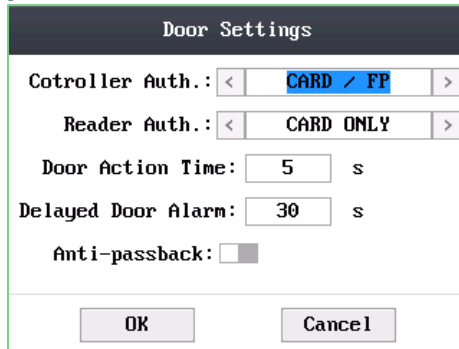 Door Settings
Cotroller Auth.: < CARD / FP >
Reader Auth.: < CARD ONLY >
Door Action Time: 5 s
Delayed Door Alarm: 30 s
Anti-passback:
OK Cancel